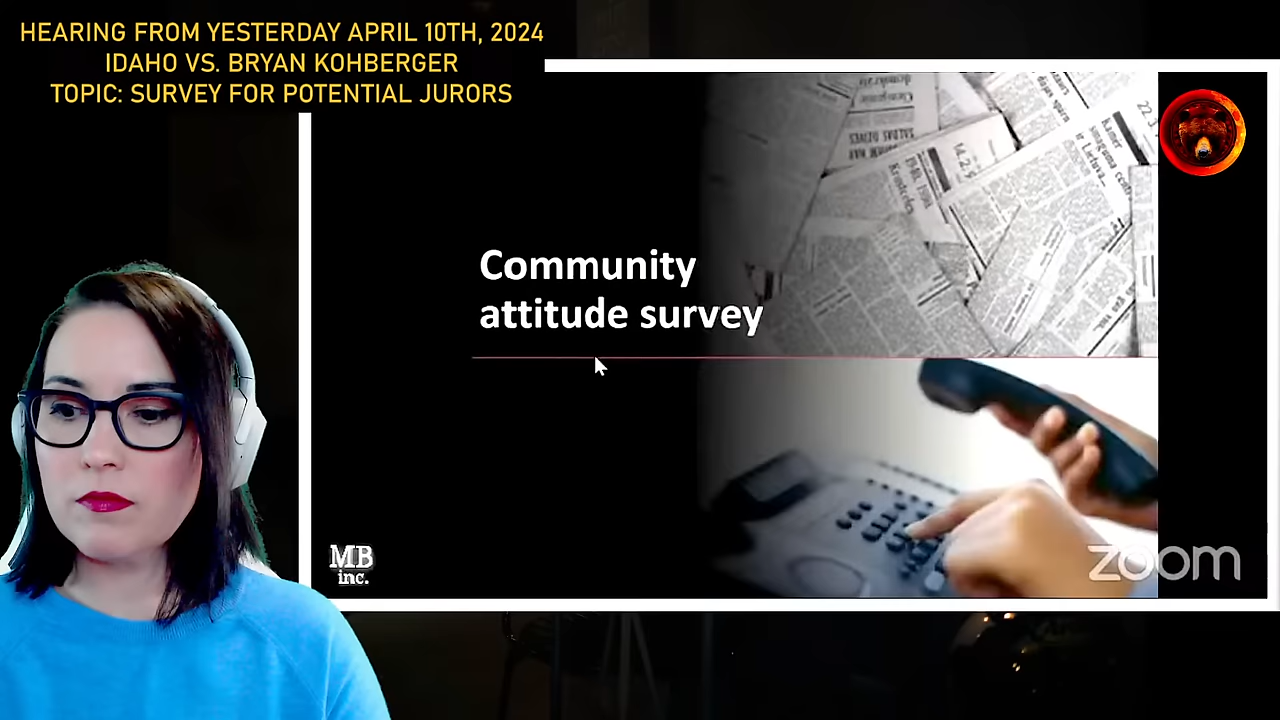 HEARING FROM YESTERDAY APRIL 10TH, 2024
IDAHO VS. BRYAN KOHBERGER
TOPIC: SURVEY FOR POTENTIAL JURORS
Community
attitude survey
MB
inc.
zoom